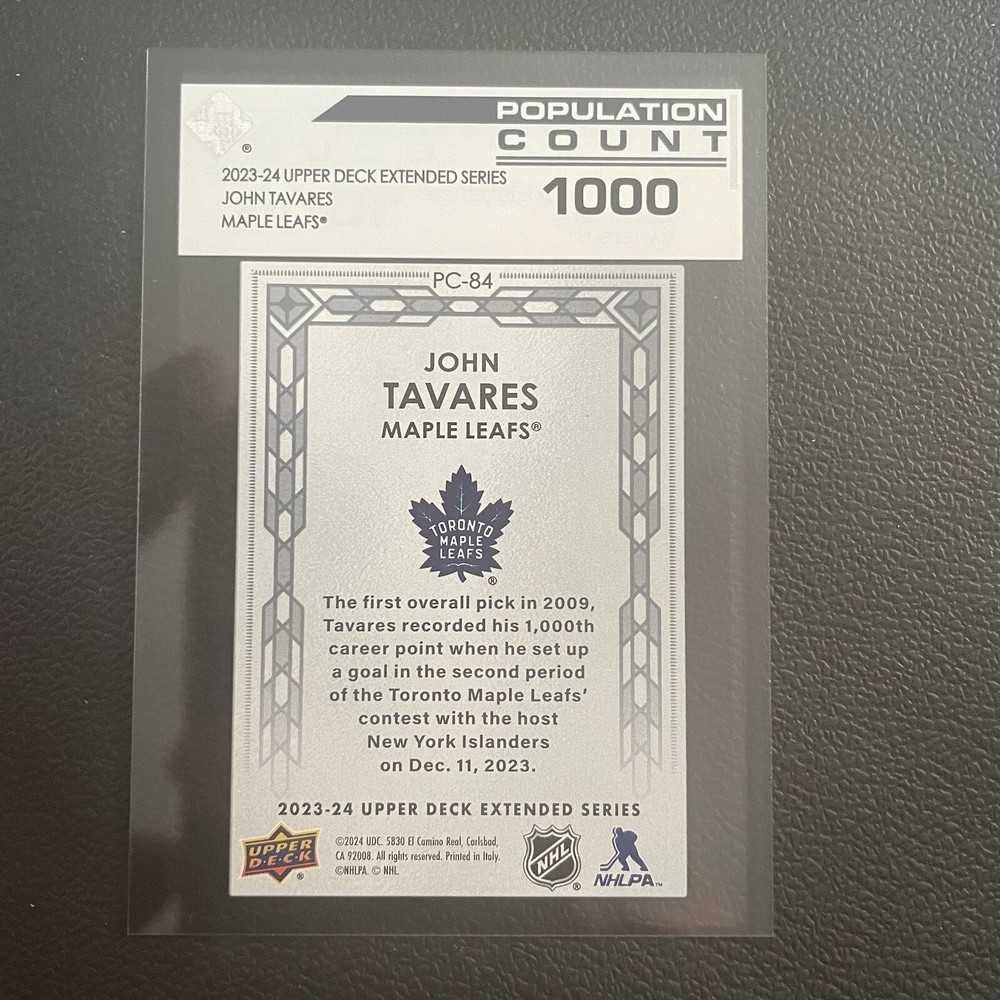 POPULATION
COUNT
1000
®
2023-24 UPPER DECK EXTENDED SERIES
JOHN TAVARES
MAPLE LEAFS®
PC-84
JOHN
TAVARES
MAPLE LEAFS®
TORONTO
MAPLE
LEAFS
®
The first overall pick in 2009,
Tavares recorded his 1,000th
career point when he set up
a goal in the second period
of the Toronto Maple Leafs'
contest with the host
New York Islanders
on Dec. 11, 2023.
2023-24 UPPER DECK EXTENDED SERIES
UPPER
D•E•C•K
®
©2024 UDC. 5830 El Camino Real, Carlsbad,
CA 92008. All rights reserved. Printed in Italy.
©NHLPA. © NHL.
NHL
®
NHLPA™